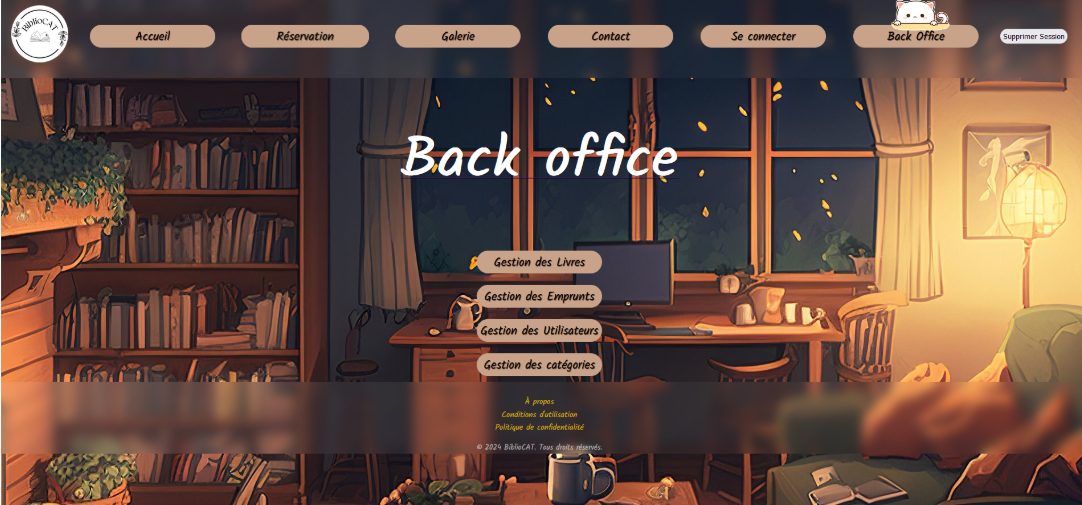 BiblioCAT
Accueil
Réservation
Galerie
Contact
Se connecter
Back Office
Supprimer Session
Back office
Gestion des Livres
Gestion des Emprunts
Gestion des Utilisateurs
Gestion des catégories
À propos
Conditions d'utilisation
Politique de confidentialité
© 2024 BiblioCAT. Tous droits réservés.